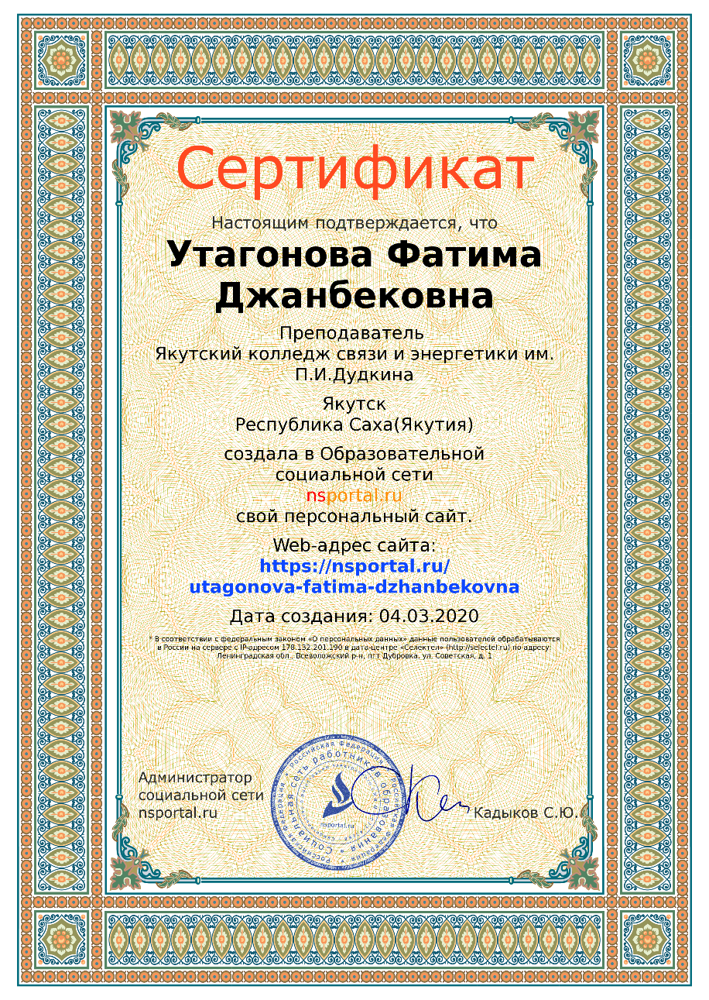 Сертификат
Настоящим подтверждается, что
Утагонова Фатима
Джанбековна
Преподаватель
Якутский колледж связи и энергетики им.
П.И.Дудкина
Якутск
Республика Саха(Якутия)
создала в Образовательной
социальной сети
nsportal.ru
свой персональный сайт.
Web-адрес сайта:
https://nsportal.ru/
utagonova-fatima-dzhanbekovna
Дата создания: 04.03.2020
* В соответствии с федеральным законом «О персональных данных» данные пользователей обрабатываются
в России на сервере с IP-адресом 178.132.201.190 в дата-центре «Селектел» (http://selectel.ru) по адресу:
Ленинградская обл., Всеволожский р-н, пгт Дубровка, ул. Советская, д. 1
Администратор
социальной сети
nsportal.ru
Российская Федерация * Российская Федерация * Российская Федерация *
Социальная сеть работников образования *
nsportal.ru
Кадыков С.Ю.